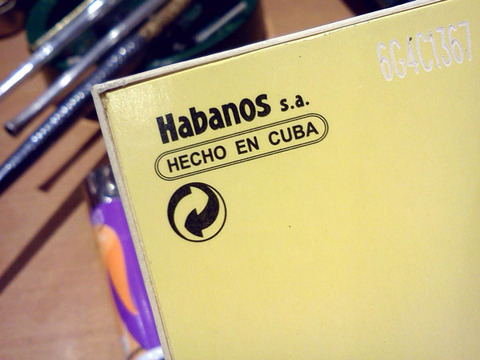 6G4C1367
Habanos s.a.
HECHO EN CUBA